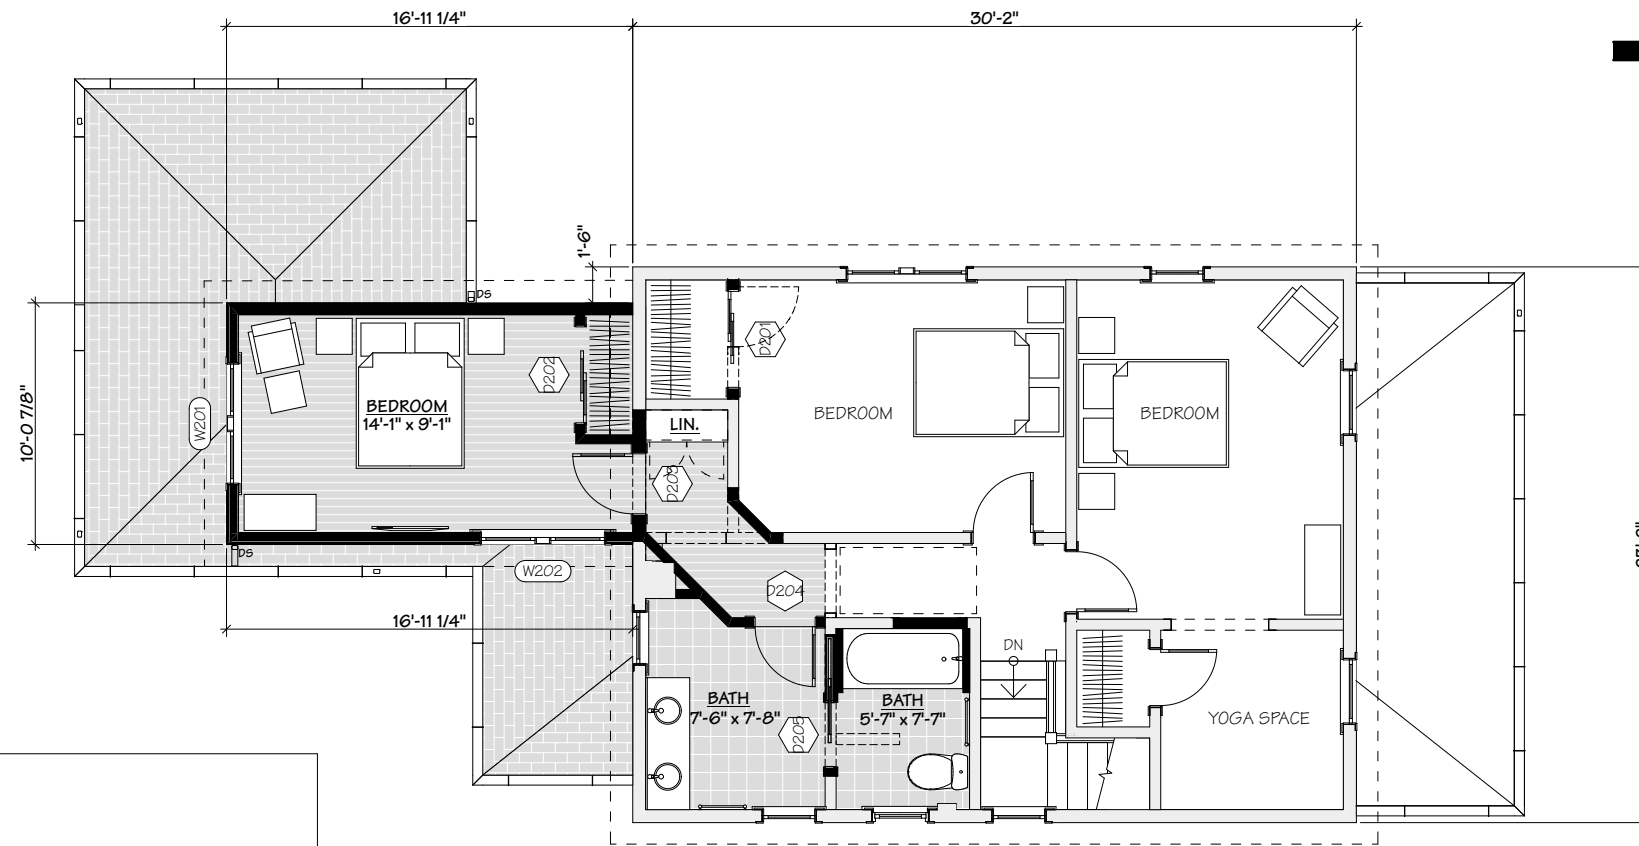 16'-11 1/4"
30'-2"
1'-6"
DS
10'-0 7/8"
W201
BEDROOM
14'-1" x 9'-1"
D202
D201
LIN.
D203
BEDROOM
BEDROOM
DS
W202
D204
16'-11 1/4"
DN
BATH
7'-6" x 7'-8"
D205
BATH
5'-7" x 7'-7"
YOGA SPACE